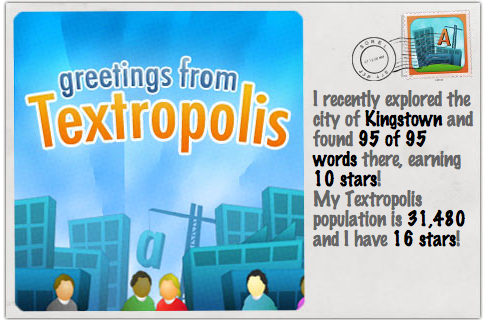 greetings from
Textropolis
a
A
I recently explored the
city of Kingstown and
found 95 of 95
words there, earning
10 stars!
My Textropolis
population is 31,480
and I have 16 stars!